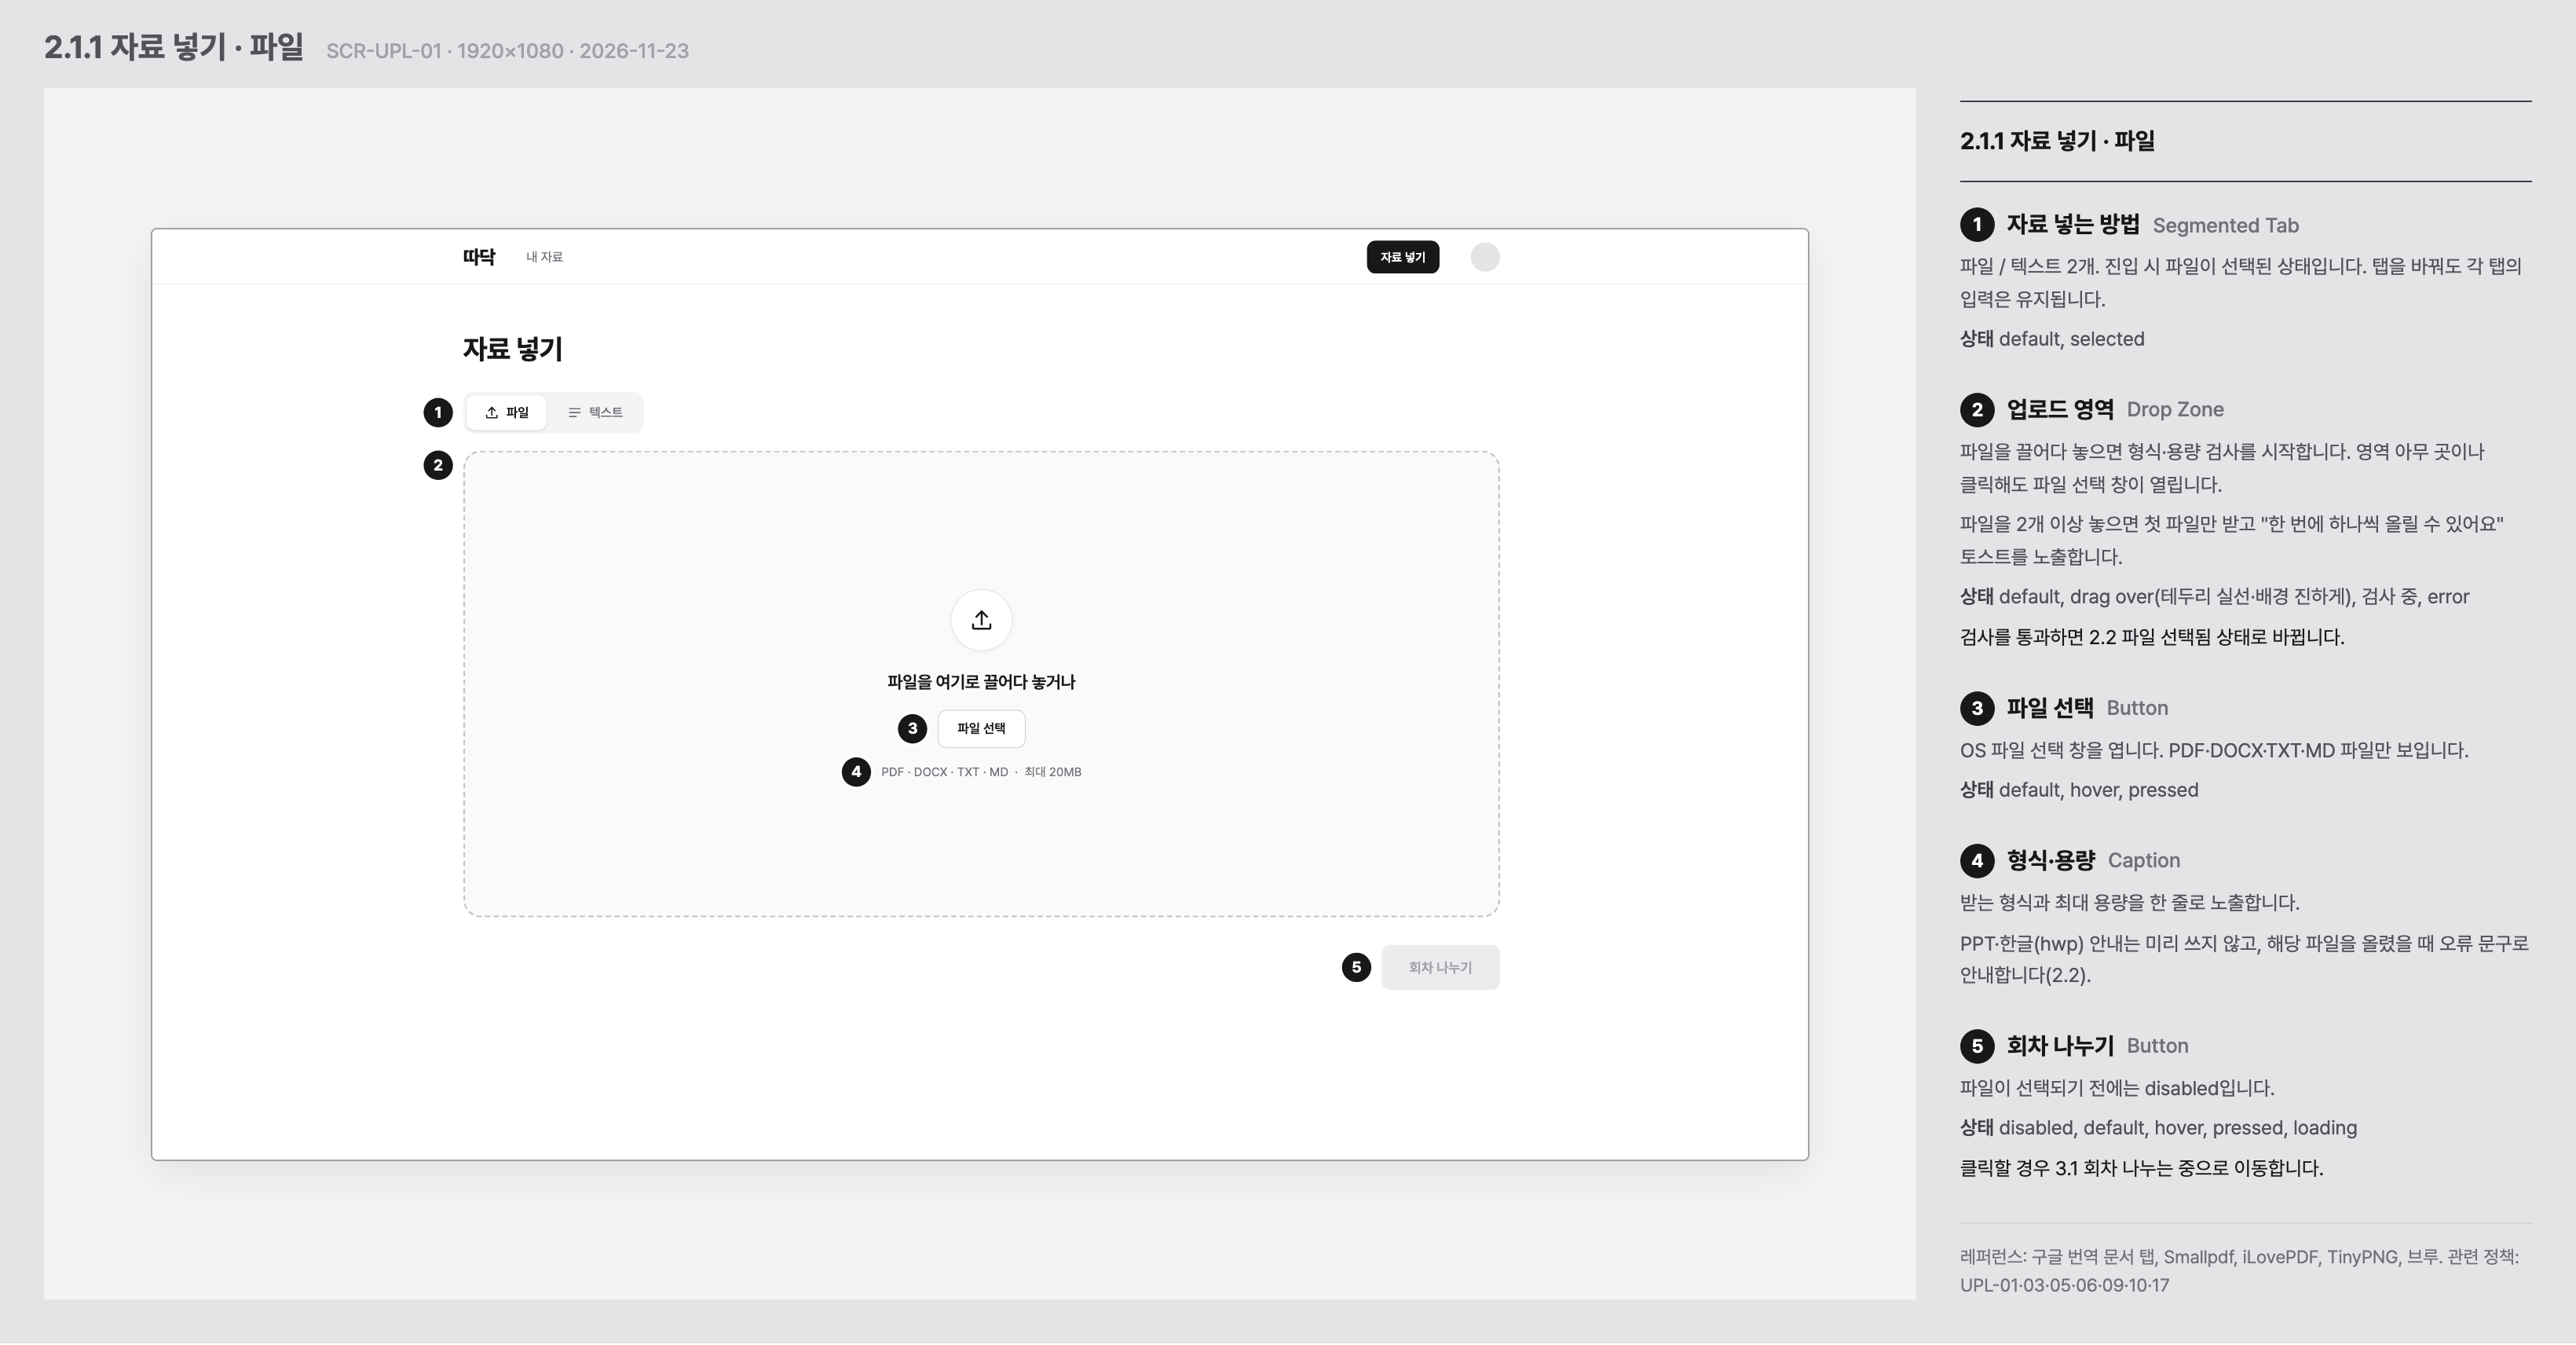 2.1.1 자료 넣기 · 파일 SCR-UPL-01 · 1920×1080 · 2026-11-23
따닥 내 자료 자료 넣기
자료 넣기
1 파일 텍스트
2
파일을 여기로 끌어다 놓거나
3 파일 선택
4 PDF · DOCX · TXT · MD · 최대 20MB
5 회차 나누기
2.1.1 자료 넣기 · 파일
1 자료 넣는 방법 Segmented Tab
파일 / 텍스트 2개. 진입 시 파일이 선택된 상태입니다. 탭을 바꿔도 각 탭의
입력은 유지됩니다.
상태 default, selected
2 업로드 영역 Drop Zone
파일을 끌어다 놓으면 형식·용량 검사를 시작합니다. 영역 아무 곳이나
클릭해도 파일 선택 창이 열립니다.
파일을 2개 이상 놓으면 첫 파일만 받고 "한 번에 하나씩 올릴 수 있어요"
토스트를 노출합니다.
상태 default, drag over(테두리 실선·배경 진하게), 검사 중, error
검사를 통과하면 2.2 파일 선택됨 상태로 바뀝니다.
3 파일 선택 Button
OS 파일 선택 창을 엽니다. PDF·DOCX·TXT·MD 파일만 보입니다.
상태 default, hover, pressed
4 형식·용량 Caption
받는 형식과 최대 용량을 한 줄로 노출합니다.
PPT·한글(hwp) 안내는 미리 쓰지 않고, 해당 파일을 올렸을 때 오류 문구로
안내합니다(2.2).
5 회차 나누기 Button
파일이 선택되기 전에는 disabled입니다.
상태 disabled, default, hover, pressed, loading
클릭할 경우 3.1 회차 나누는 중으로 이동합니다.
레퍼런스: 구글 번역 문서 탭, Smallpdf, iLovePDF, TinyPNG, 브루. 관련 정책:
UPL-01·03·05·06·09·10·17